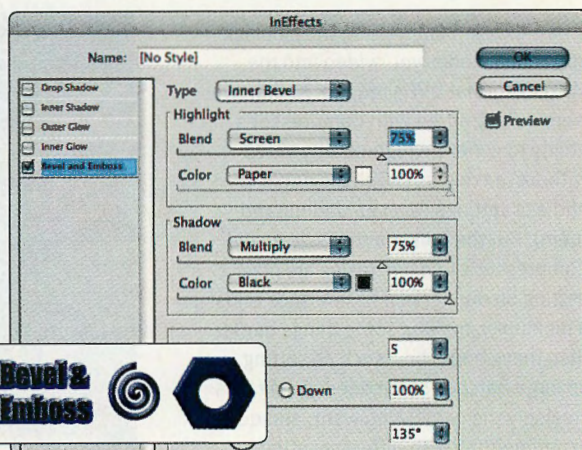 InEffects
Name: [No Style]
OK
Cancel
Preview
Drop Shadow
Inner Shadow
Outer Glow
Inner Glow
Bevel and Emboss
Type Inner Bevel
Highlight
Blend Screen 75%
Color Paper 100%
Shadow
Blend Multiply 75%
Color Black 100%
5
Down 100%
135°
Bevel &
Emboss